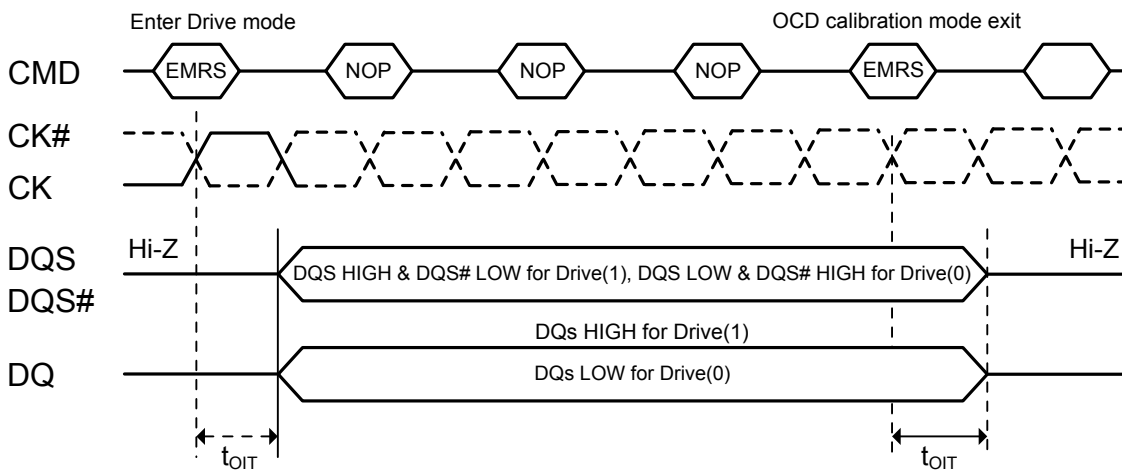 Enter Drive mode
OCD calibration mode exit
CMD
EMRS
NOP
NOP
NOP
EMRS
CK#
CK
DQS
DQS#
Hi-Z
DQS HIGH & DQS# LOW for Drive(1), DQS LOW & DQS# HIGH for Drive(0)
Hi-Z
DQs HIGH for Drive(1)
DQ
DQs LOW for Drive(0)
tOIT
tOIT